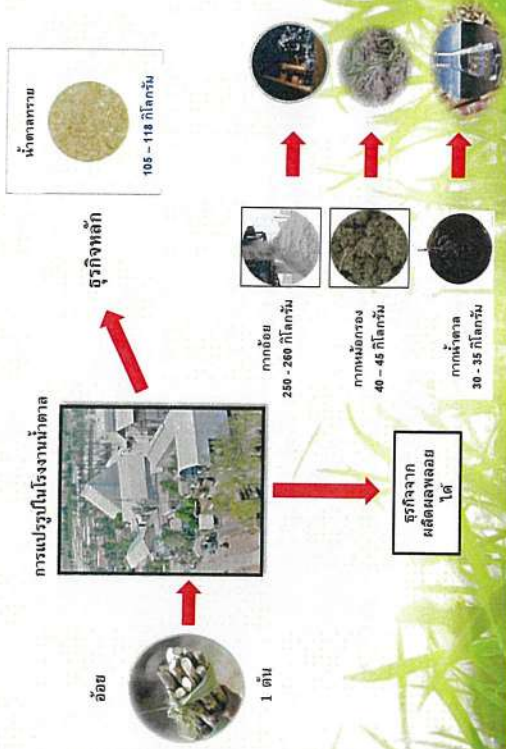 อ้อย
1 ตัน
การแปรรูปในโรงงานน้ำตาล
ธุรกิจหลัก
น้ำตาลทราย
105 – 118 กิโลกรัม
ธุรกิจจาก
ผลิตผลพลอย
ได้
กากอ้อย
250 - 260 กิโลกรัม
กากหม้อกรอง
40 – 45 กิโลกรัม
กากน้ำตาล
30 - 35 กิโลกรัม